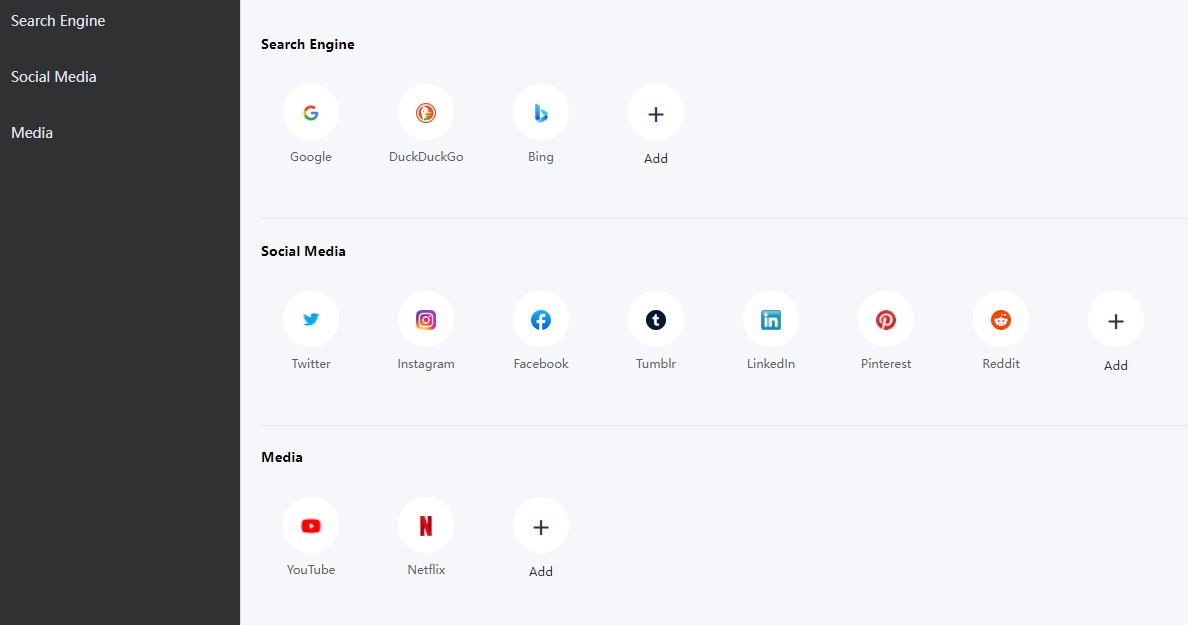 Search Engine
Social Media
Media
Search Engine
Google DuckDuckGo Bing Add
Social Media
Twitter Instagram Facebook Tumblr LinkedIn Pinterest Reddit Add
Media
YouTube Netflix Add